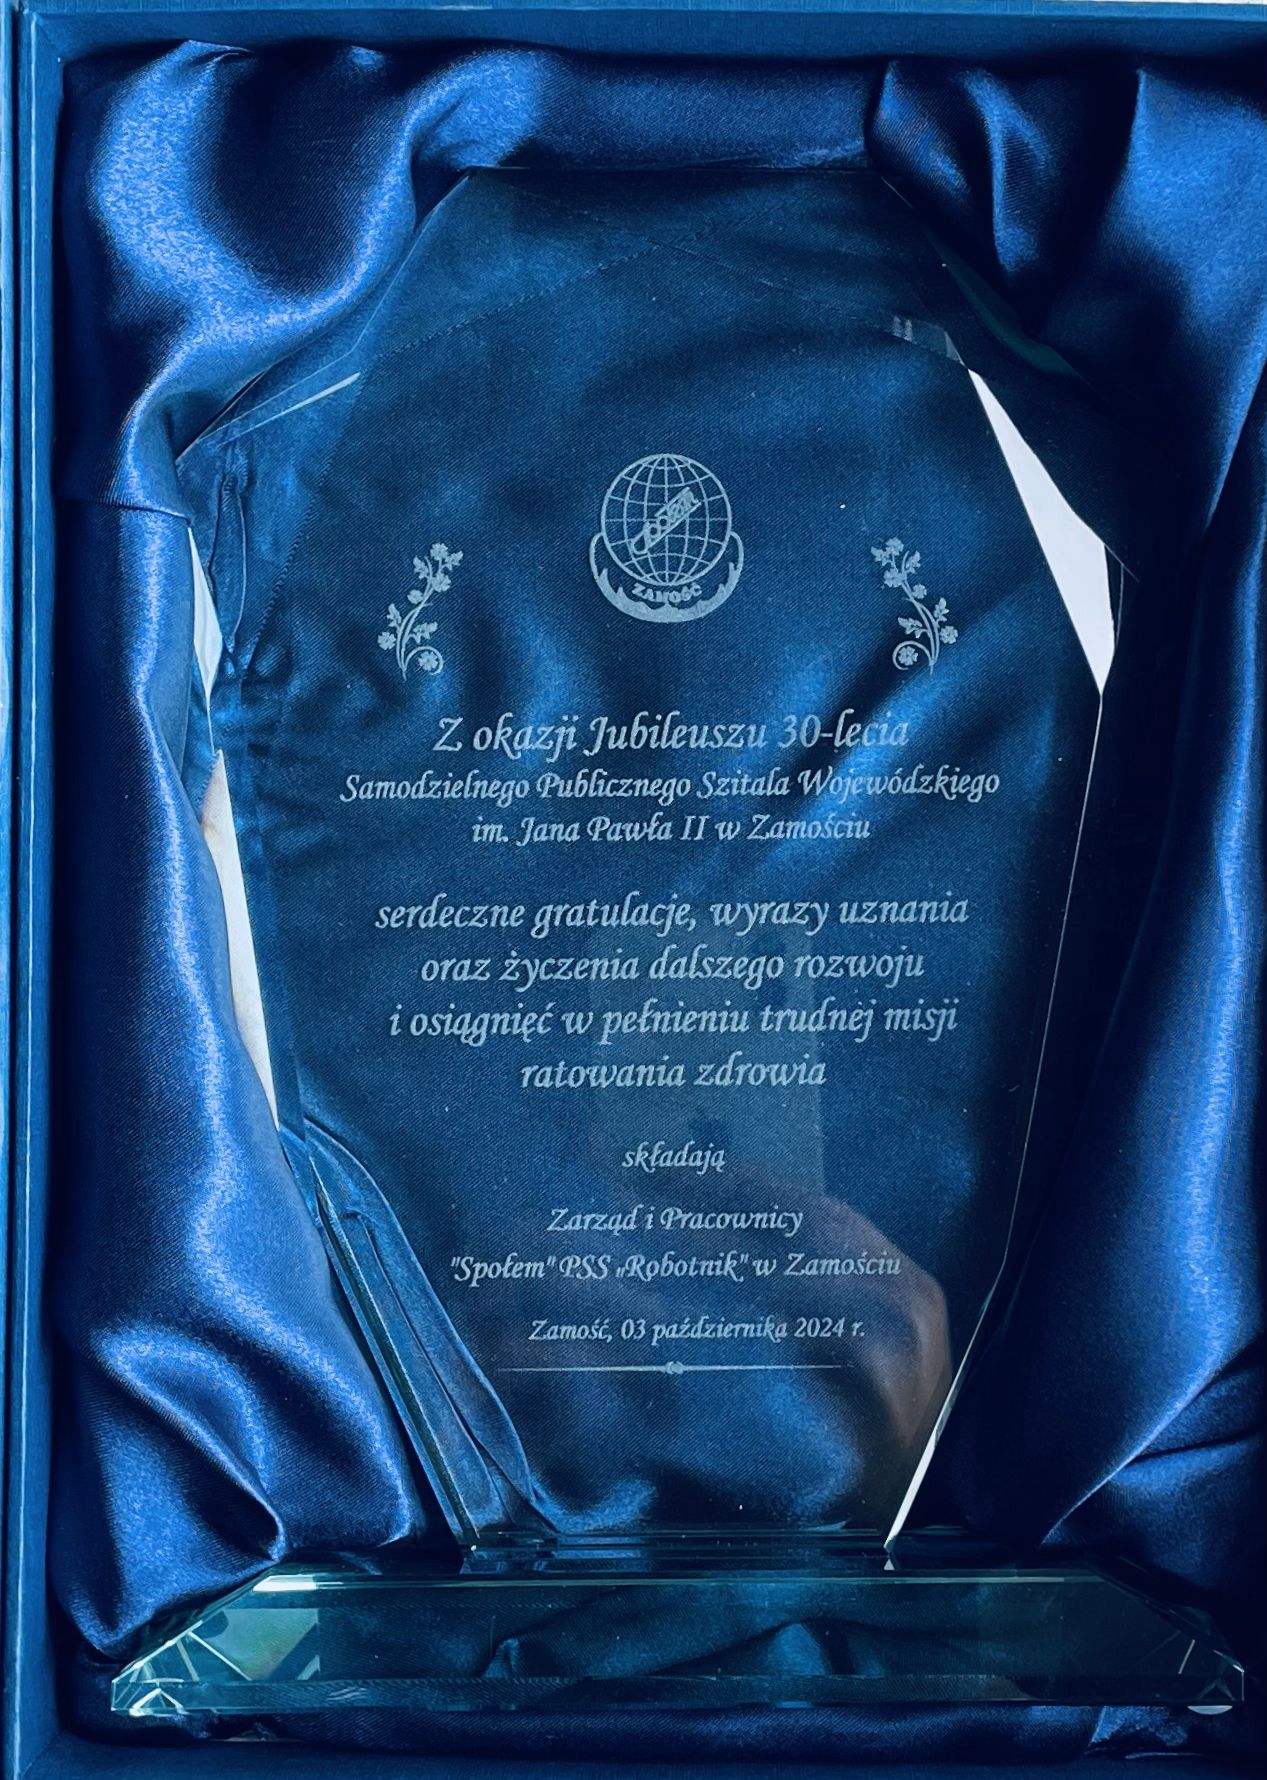 Społem
ZAMOŚĆ
Z okazji Jubileuszu 30-lecia
Samodzielnego Publicznego Szitala Wojewódzkiego
im. Jana Pawła II w Zamościu
serdeczne gratulacje, wyrazy uznania
oraz życzenia dalszego rozwoju
i osiągnięć w pełnieniu trudnej misji
ratowania zdrowia
składają
Zarząd i Pracownicy
"Społem" PSS „Robotnik" w Zamościu
Zamość, 03 października 2024 r.